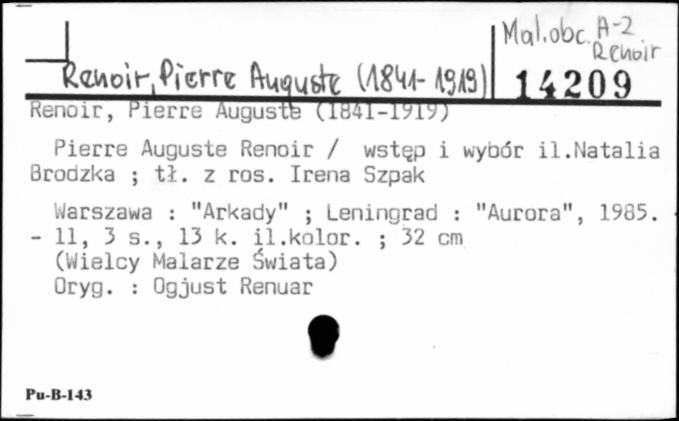 Mal.obc. A-2
Renoir
Renoir, Pierre Auguste (1841-1919)
14209
Renoir, Pierre Auguste (1841-1919)
Pierre Auguste Renoir / wstęp i wybór il.Natalia
Brodzka ; tł. z ros. Irena Szpak
Warszawa : "Arkady" ; Leningrad : "Aurora", 1985.
- 11, 3 s., 13 k. il.kolor. ; 32 cm
(Wielcy Malarze Świata)
Oryg. : Ogjust Renuar
Pu-B-143